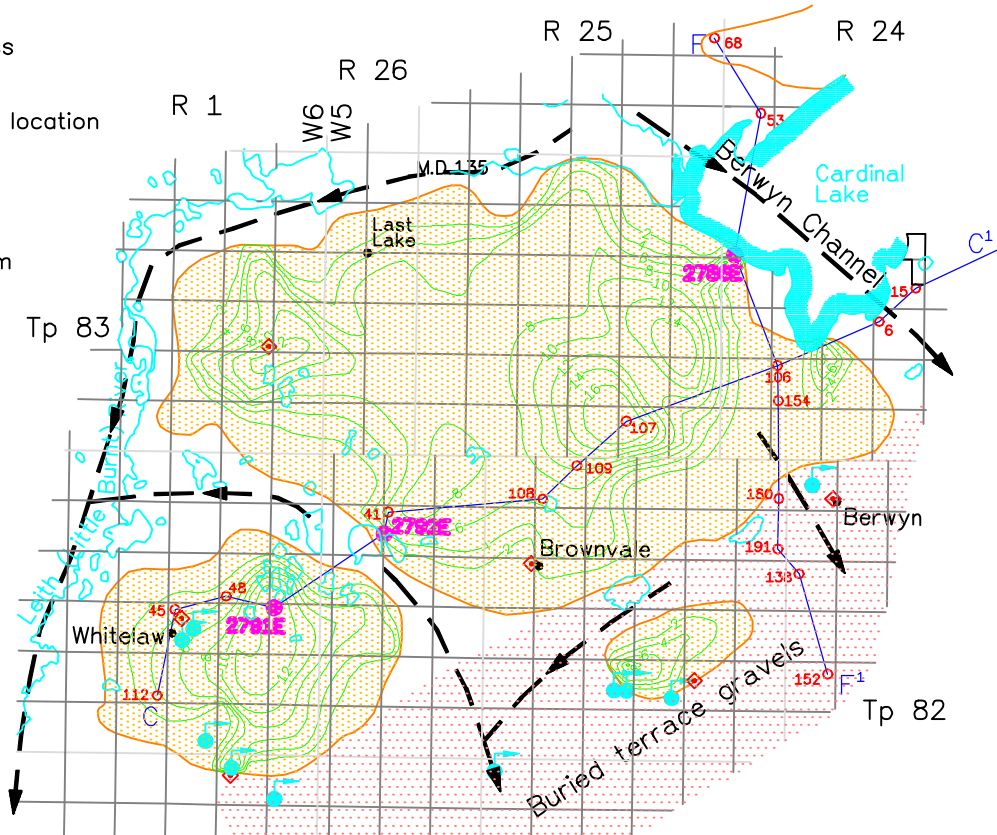 s
location
m
R 1
R 26
R 25
R 24
W6
W5
F
68
53
M.D.135
Berwyn Channel
Cardinal
Lake
Last
Lake
C¹
15
6
Tp 83
106
154
107
109
108
41
2792E
180
191
138
Berwyn
Brownvale
Little
Burnt River
Leith
45
48
2791E
Whitelaw
112
C
152
F¹
Tp 82
Buried terrace gravels